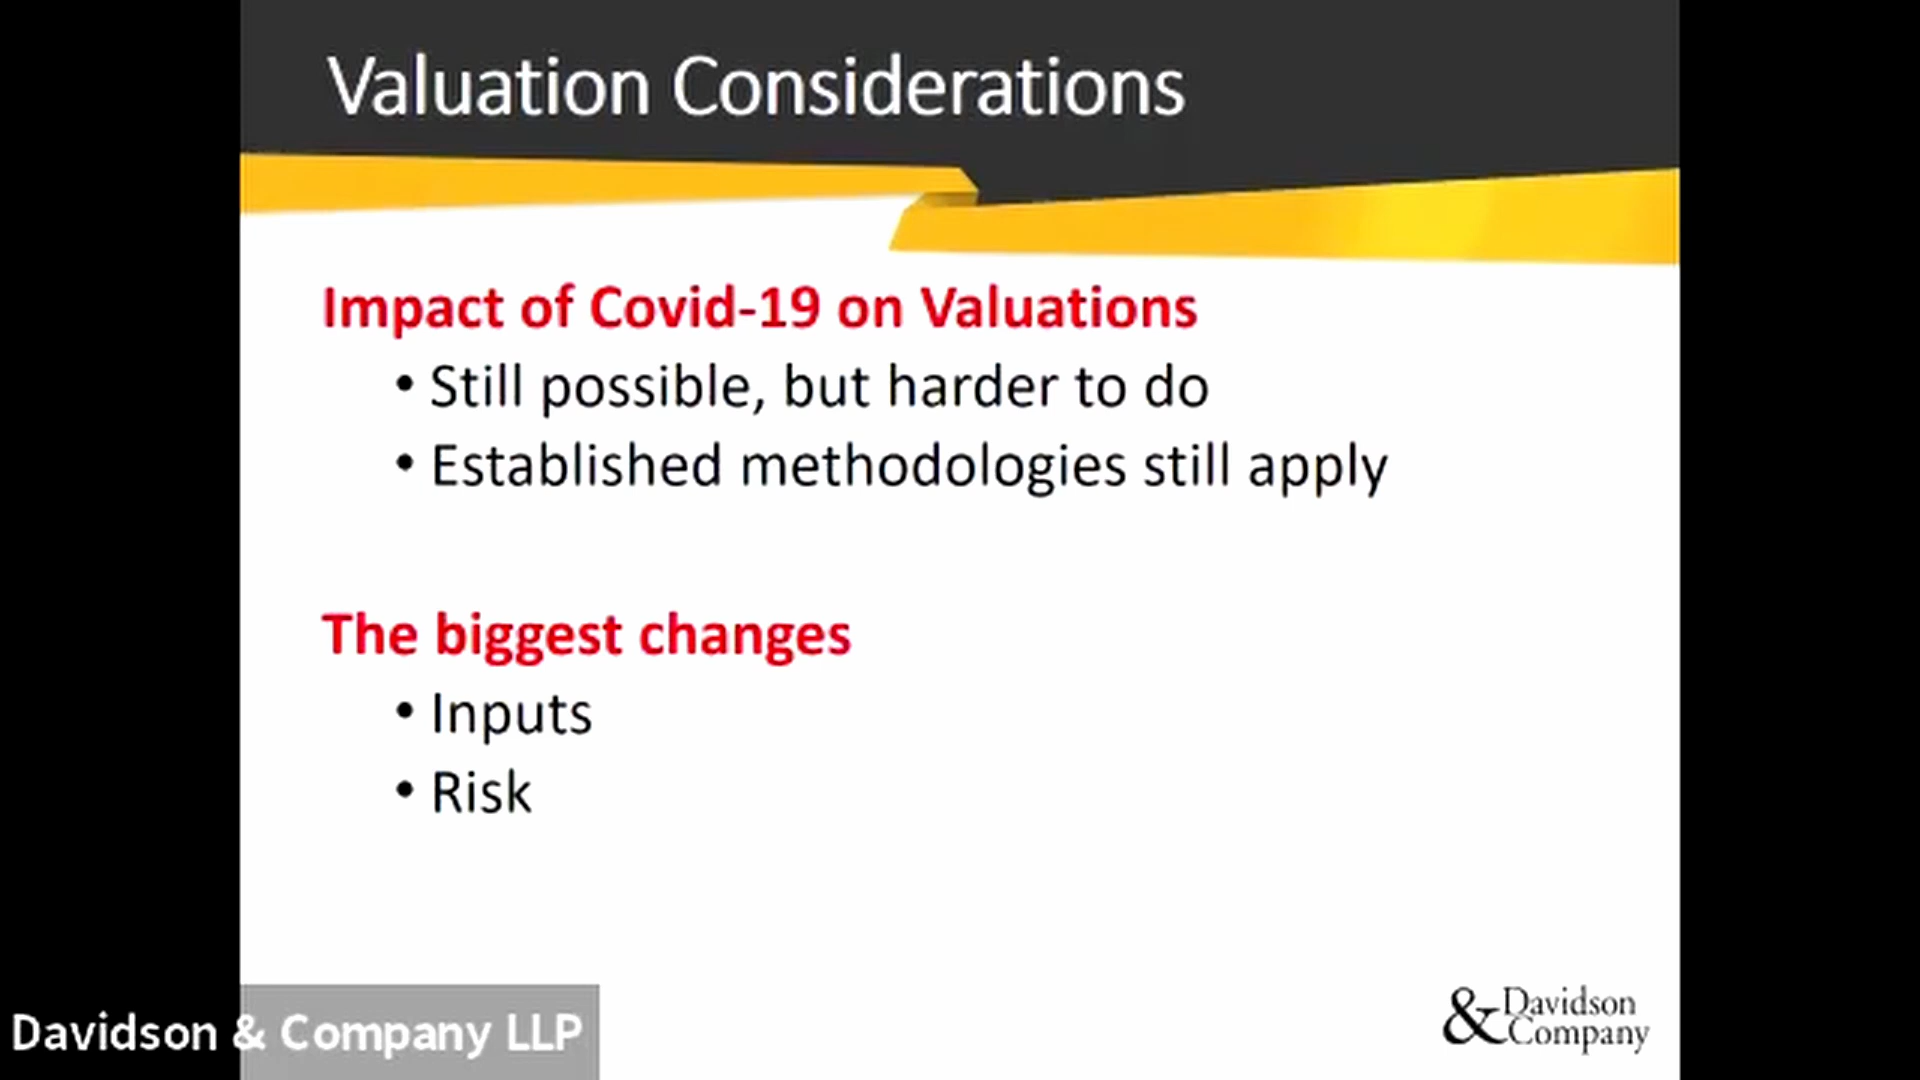 Valuation Considerations
Impact of Covid-19 on Valuations
• Still possible, but harder to do
• Established methodologies still apply
The biggest changes
• Inputs
• Risk
Davidson & Company LLP
& Davidson
Company